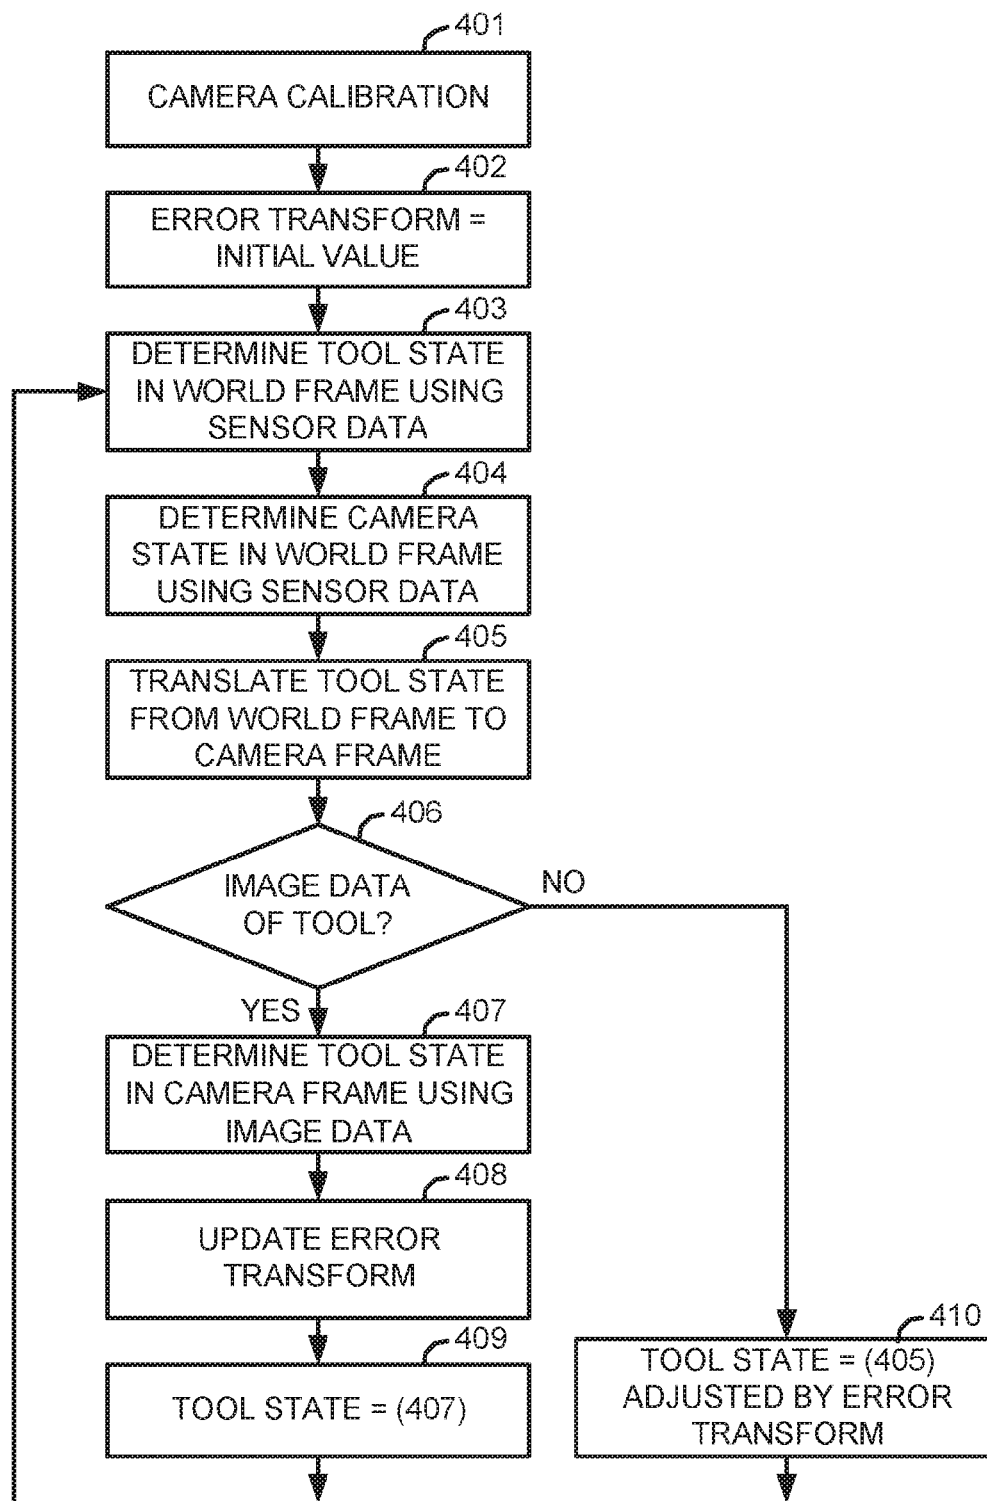 401
CAMERA CALIBRATION
402
ERROR TRANSFORM =
INITIAL VALUE
403
DETERMINE TOOL STATE
IN WORLD FRAME USING
SENSOR DATA
404
DETERMINE CAMERA
STATE IN WORLD FRAME
USING SENSOR DATA
405
TRANSLATE TOOL STATE
FROM WORLD FRAME TO
CAMERA FRAME
406
IMAGE DATA
OF TOOL?
NO
YES
407
DETERMINE TOOL STATE
IN CAMERA FRAME USING
IMAGE DATA
408
UPDATE ERROR
TRANSFORM
409
TOOL STATE = (407)
410
TOOL STATE = (405)
ADJUSTED BY ERROR
TRANSFORM